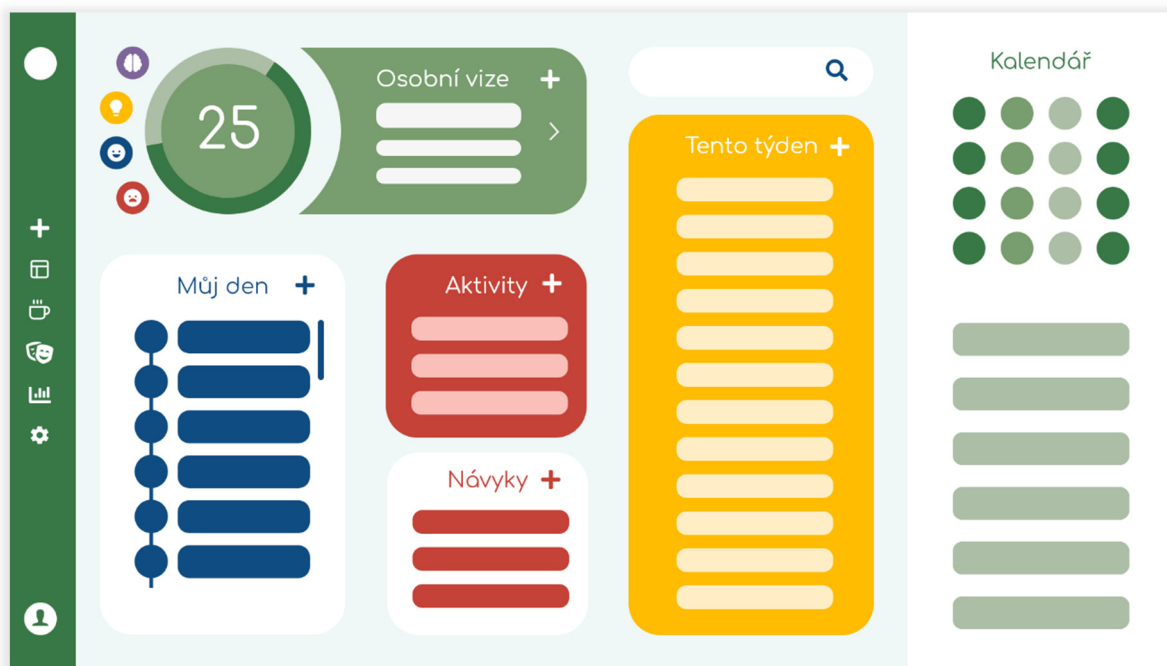 25
Osobní vize
Můj den
Aktivity
Návyky
Tento týden
Kalendář